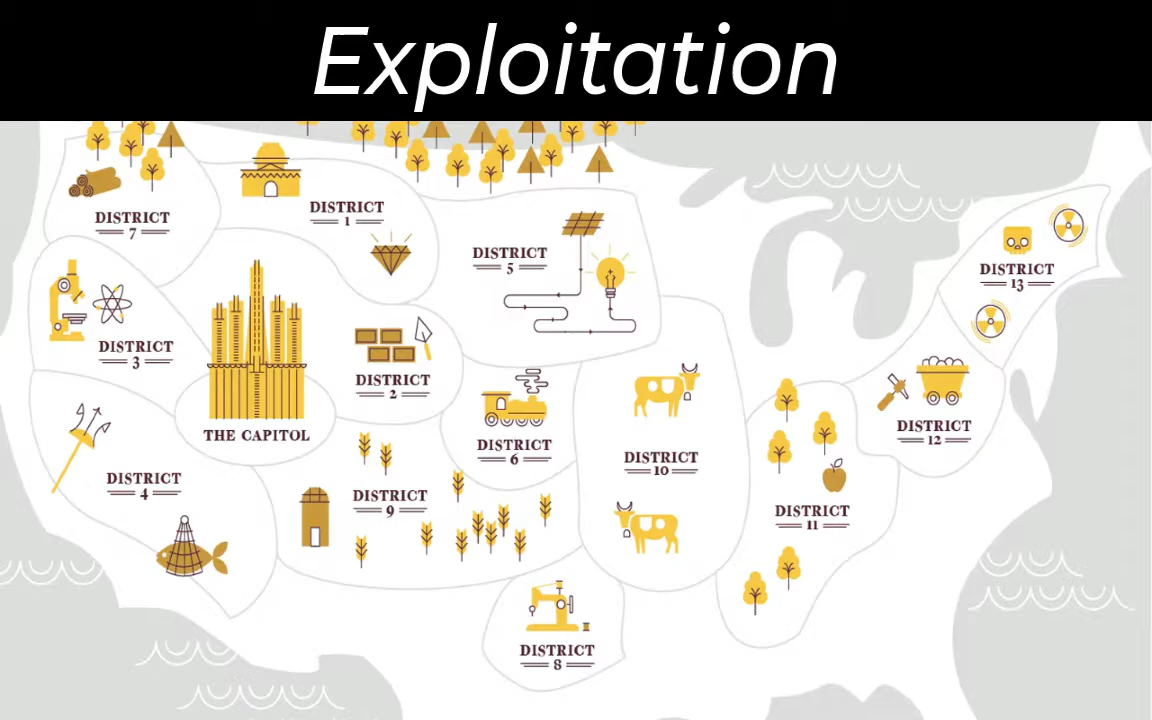 Exploitation
DISTRICT
7
DISTRICT
1
DISTRICT
5
DISTRICT
13
DISTRICT
3
DISTRICT
2
THE CAPITOL
DISTRICT
6
DISTRICT
12
DISTRICT
10
DISTRICT
4
DISTRICT
9
DISTRICT
11
DISTRICT
8